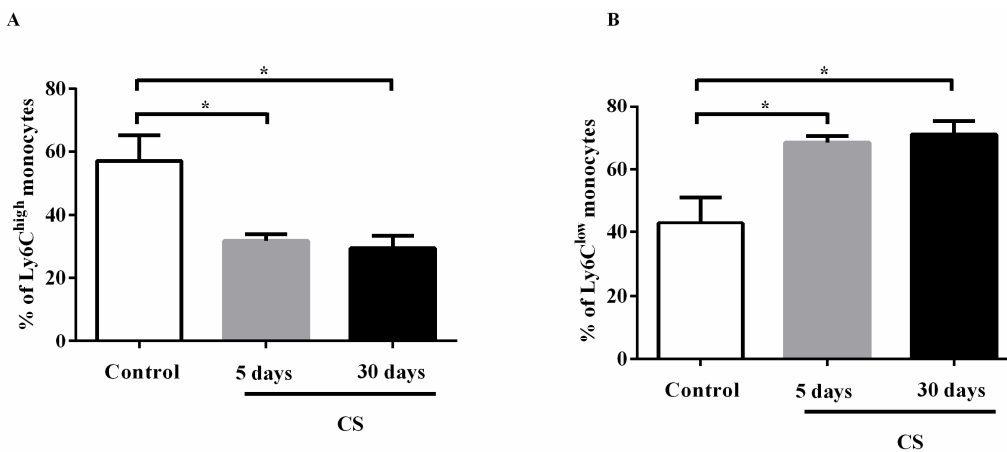 A
B
% of Ly6Chigh monocytes
80
60
40
20
0
*
*
Control
5 days
30 days
CS
% of Ly6Clow monocytes
80
60
40
20
0
*
*
Control
5 days
30 days
CS